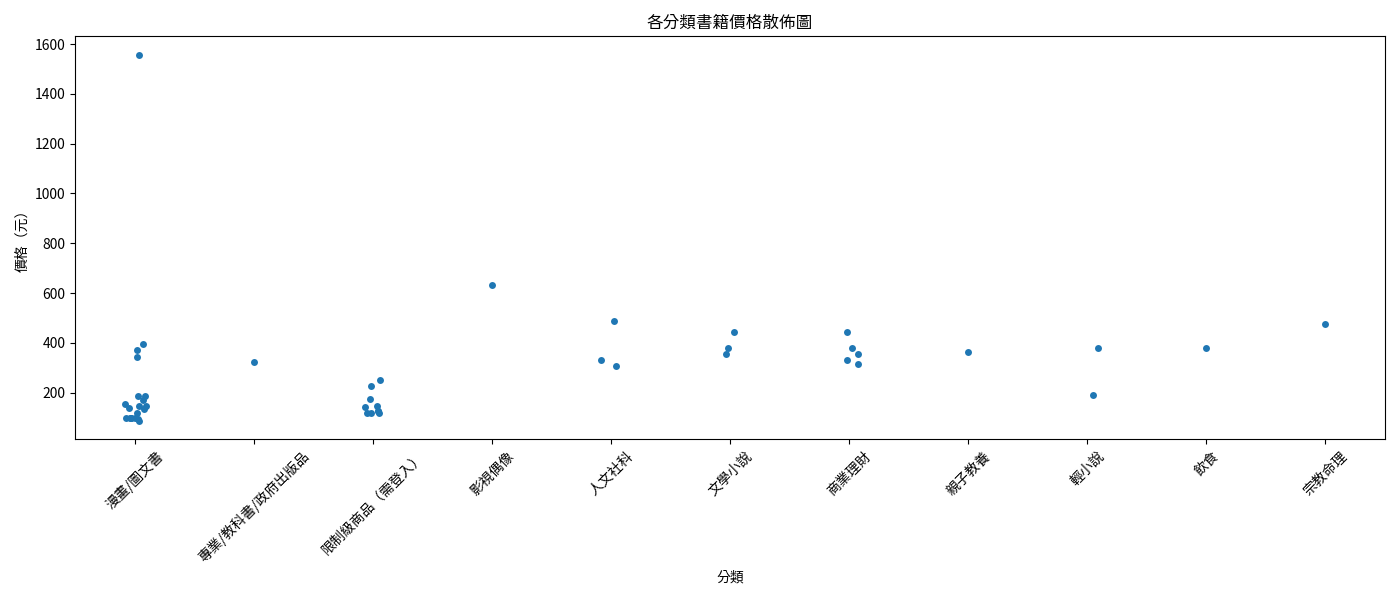 各分類書籍價格散佈圖
1600
1400
1200
1000
800
600
400
200
價格（元）
漫畫/圖文書
專業/教科書/政府出版品
限制級商品（需登入）
影視偶像
人文社科
文學小說
商業理財
親子教養
輕小說
飲食
宗教命理
分類